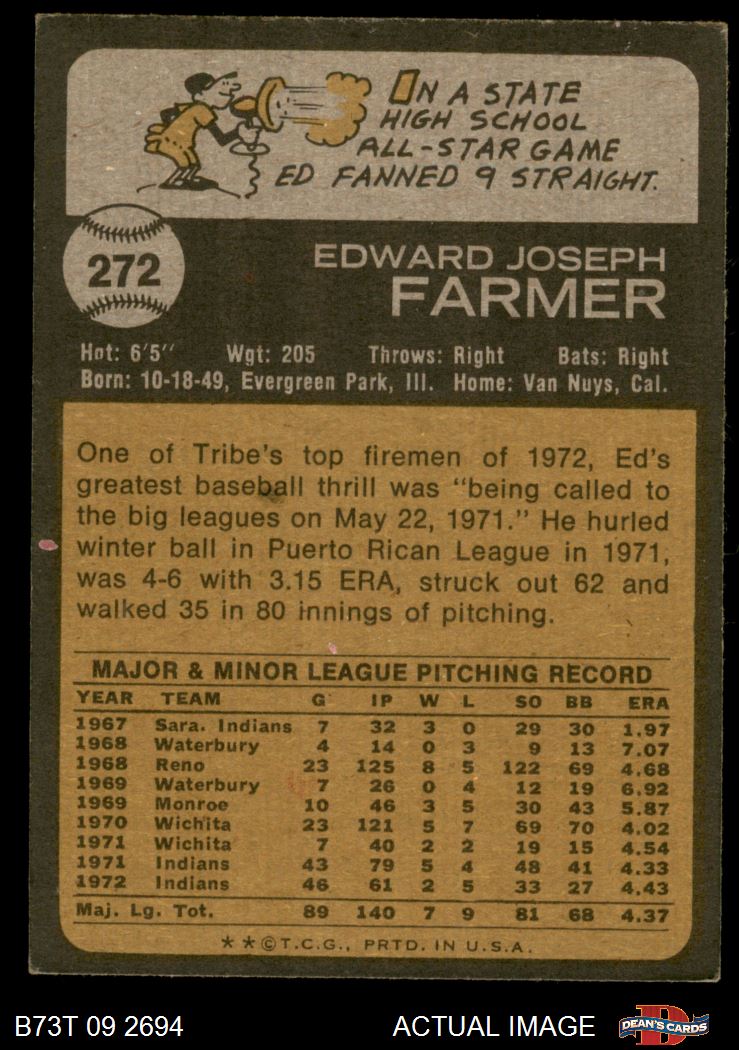 ON A STATE
HIGH SCHOOL
ALL-STAR GAME
ED FANNED 9 STRAIGHT.
272
EDWARD JOSEPH
FARMER
Hgt: 6'5" Wgt: 205 Throws: Right Bats: Right
Born: 10-18-49, Evergreen Park, Ill. Home: Van Nuys, Cal.
One of Tribe's top firemen of 1972, Ed's
greatest baseball thrill was "being called to
the big leagues on May 22, 1971." He hurled
winter ball in Puerto Rican League in 1971,
was 4-6 with 3.15 ERA, struck out 62 and
walked 35 in 80 innings of pitching.
MAJOR & MINOR LEAGUE PITCHING RECORD
YEAR TEAM G IP W L SO BB ERA
1967 Sara. Indians 7 32 3 0 29 30 1.97
1968 Waterbury 4 14 0 3 9 13 7.07
1968 Reno 23 125 8 5 122 69 4.68
1969 Waterbury 7 26 0 4 12 19 6.92
1969 Monroe 10 46 3 5 30 43 5.87
1970 Wichita 23 121 5 7 69 70 4.02
1971 Wichita 7 40 2 2 19 15 4.54
1971 Indians 43 79 5 4 48 41 4.33
1972 Indians 46 61 2 5 33 27 4.43
Maj. Lg. Tot. 89 140 7 9 81 68 4.37
* * © T.C.G., PRTD. IN U.S.A.
B73T 09 2694 ACTUAL IMAGE D DEAN'S CARDS